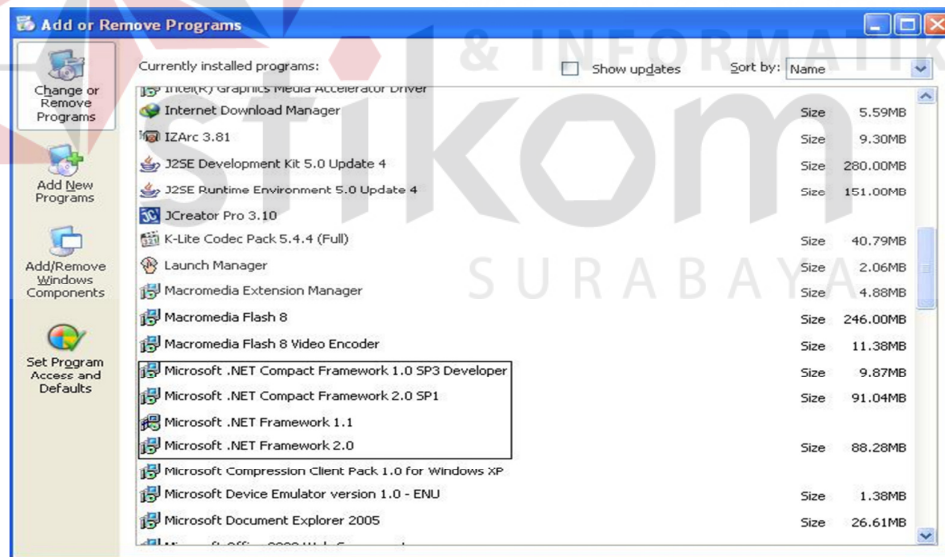 Add or Remove Programs
Change or Remove Programs
Add New Programs
Add/Remove Windows Components
Set Program Access and Defaults
Currently installed programs:
Show updates
Sort by: Name
Intel(R) Graphics Media Accelerator Driver
Internet Download Manager Size 5.59MB
IZArc 3.81 Size 9.30MB
J2SE Development Kit 5.0 Update 4 Size 280.00MB
J2SE Runtime Environment 5.0 Update 4 Size 151.00MB
JCreator Pro 3.10
K-Lite Codec Pack 5.4.4 (Full) Size 40.79MB
Launch Manager Size 2.06MB
Macromedia Extension Manager Size 4.88MB
Macromedia Flash 8 Size 246.00MB
Macromedia Flash 8 Video Encoder Size 11.38MB
Microsoft .NET Compact Framework 1.0 SP3 Developer Size 9.87MB
Microsoft .NET Compact Framework 2.0 SP1 Size 91.04MB
Microsoft .NET Framework 1.1
Microsoft .NET Framework 2.0 Size 88.28MB
Microsoft Compression Client Pack 1.0 for Windows XP
Microsoft Device Emulator version 1.0 - ENU Size 1.38MB
Microsoft Document Explorer 2005 Size 26.61MB
& INFORMATIK
stikom
SURABAYA